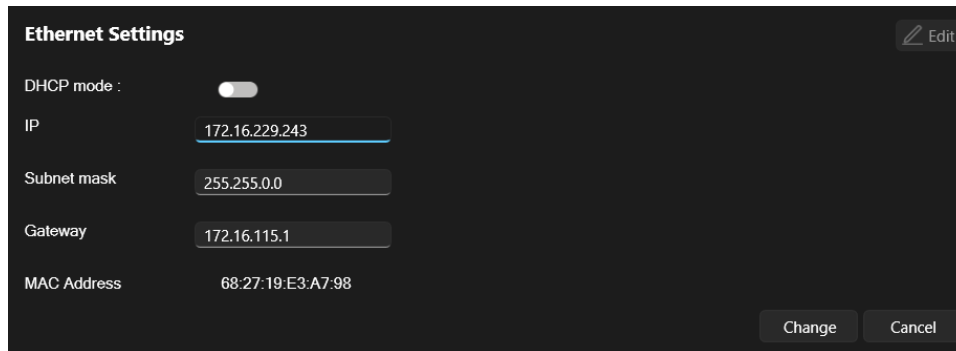 Ethernet Settings
Edit
DHCP mode :
IP 172.16.229.243
Subnet mask 255.255.0.0
Gateway 172.16.115.1
MAC Address 68:27:19:E3:A7:98
Change Cancel